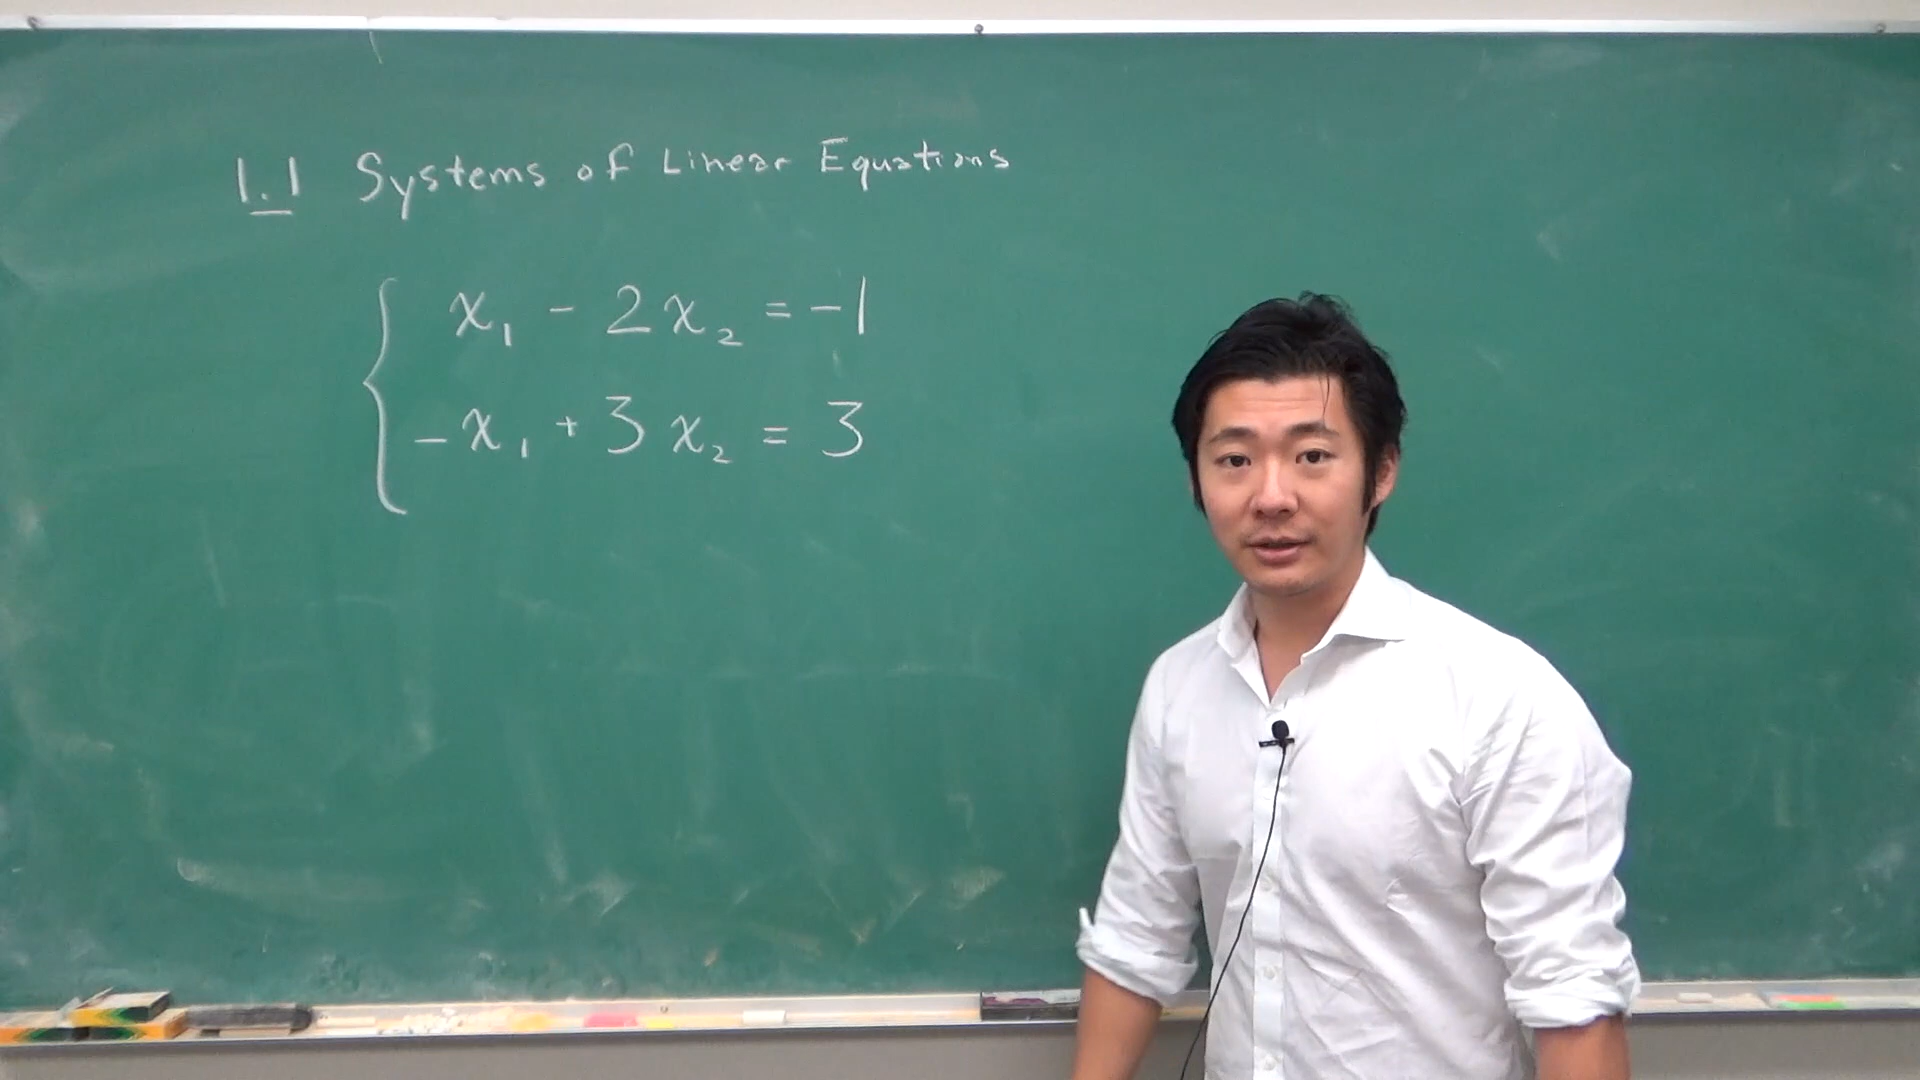 1.1 Systems of Linear Equations
x₁ - 2x₂ = -1
-x₁ + 3x₂ = 3